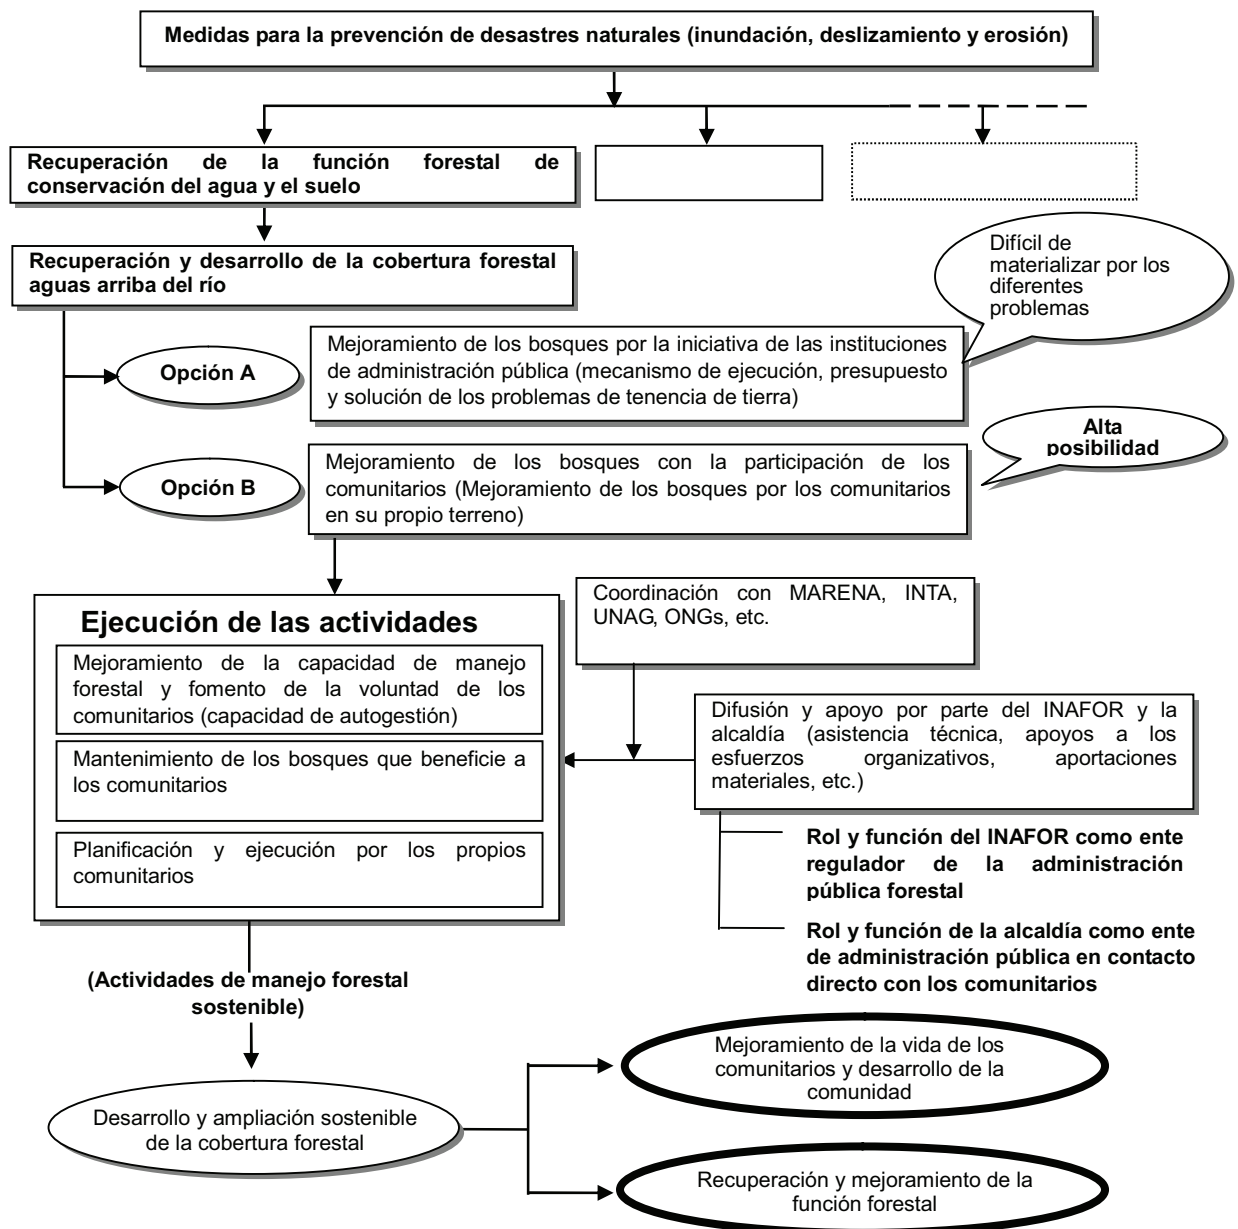 Medidas para la prevención de desastres naturales (inundación, deslizamiento y erosión)
Recuperación de la función forestal de
conservación del agua y el suelo
Recuperación y desarrollo de la cobertura forestal
aguas arriba del río
Difícil de
materializar por los
diferentes
problemas
Opción A
Mejoramiento de los bosques por la iniciativa de las instituciones
de administración pública (mecanismo de ejecución, presupuesto
y solución de los problemas de tenencia de tierra)
Alta
posibilidad
Opción B
Mejoramiento de los bosques con la participación de los
comunitarios (Mejoramiento de los bosques por los comunitarios
en su propio terreno)
Ejecución de las actividades
Mejoramiento de la capacidad de manejo
forestal y fomento de la voluntad de los
comunitarios (capacidad de autogestión)
Mantenimiento de los bosques que beneficie a
los comunitarios
Planificación y ejecución por los propios
comunitarios
Coordinación con MARENA, INTA,
UNAG, ONGs, etc.
Difusión y apoyo por parte del INAFOR y la
alcaldía (asistencia técnica, apoyos a los
esfuerzos organizativos, aportaciones
materiales, etc.)
Rol y función del INAFOR como ente
regulador de la administración
pública forestal
Rol y función de la alcaldía como ente
de administración pública en contacto
directo con los comunitarios
(Actividades de manejo forestal
sostenible)
Desarrollo y ampliación sostenible
de la cobertura forestal
Mejoramiento de la vida de los
comunitarios y desarrollo de la
comunidad
Recuperación y mejoramiento de la
función forestal